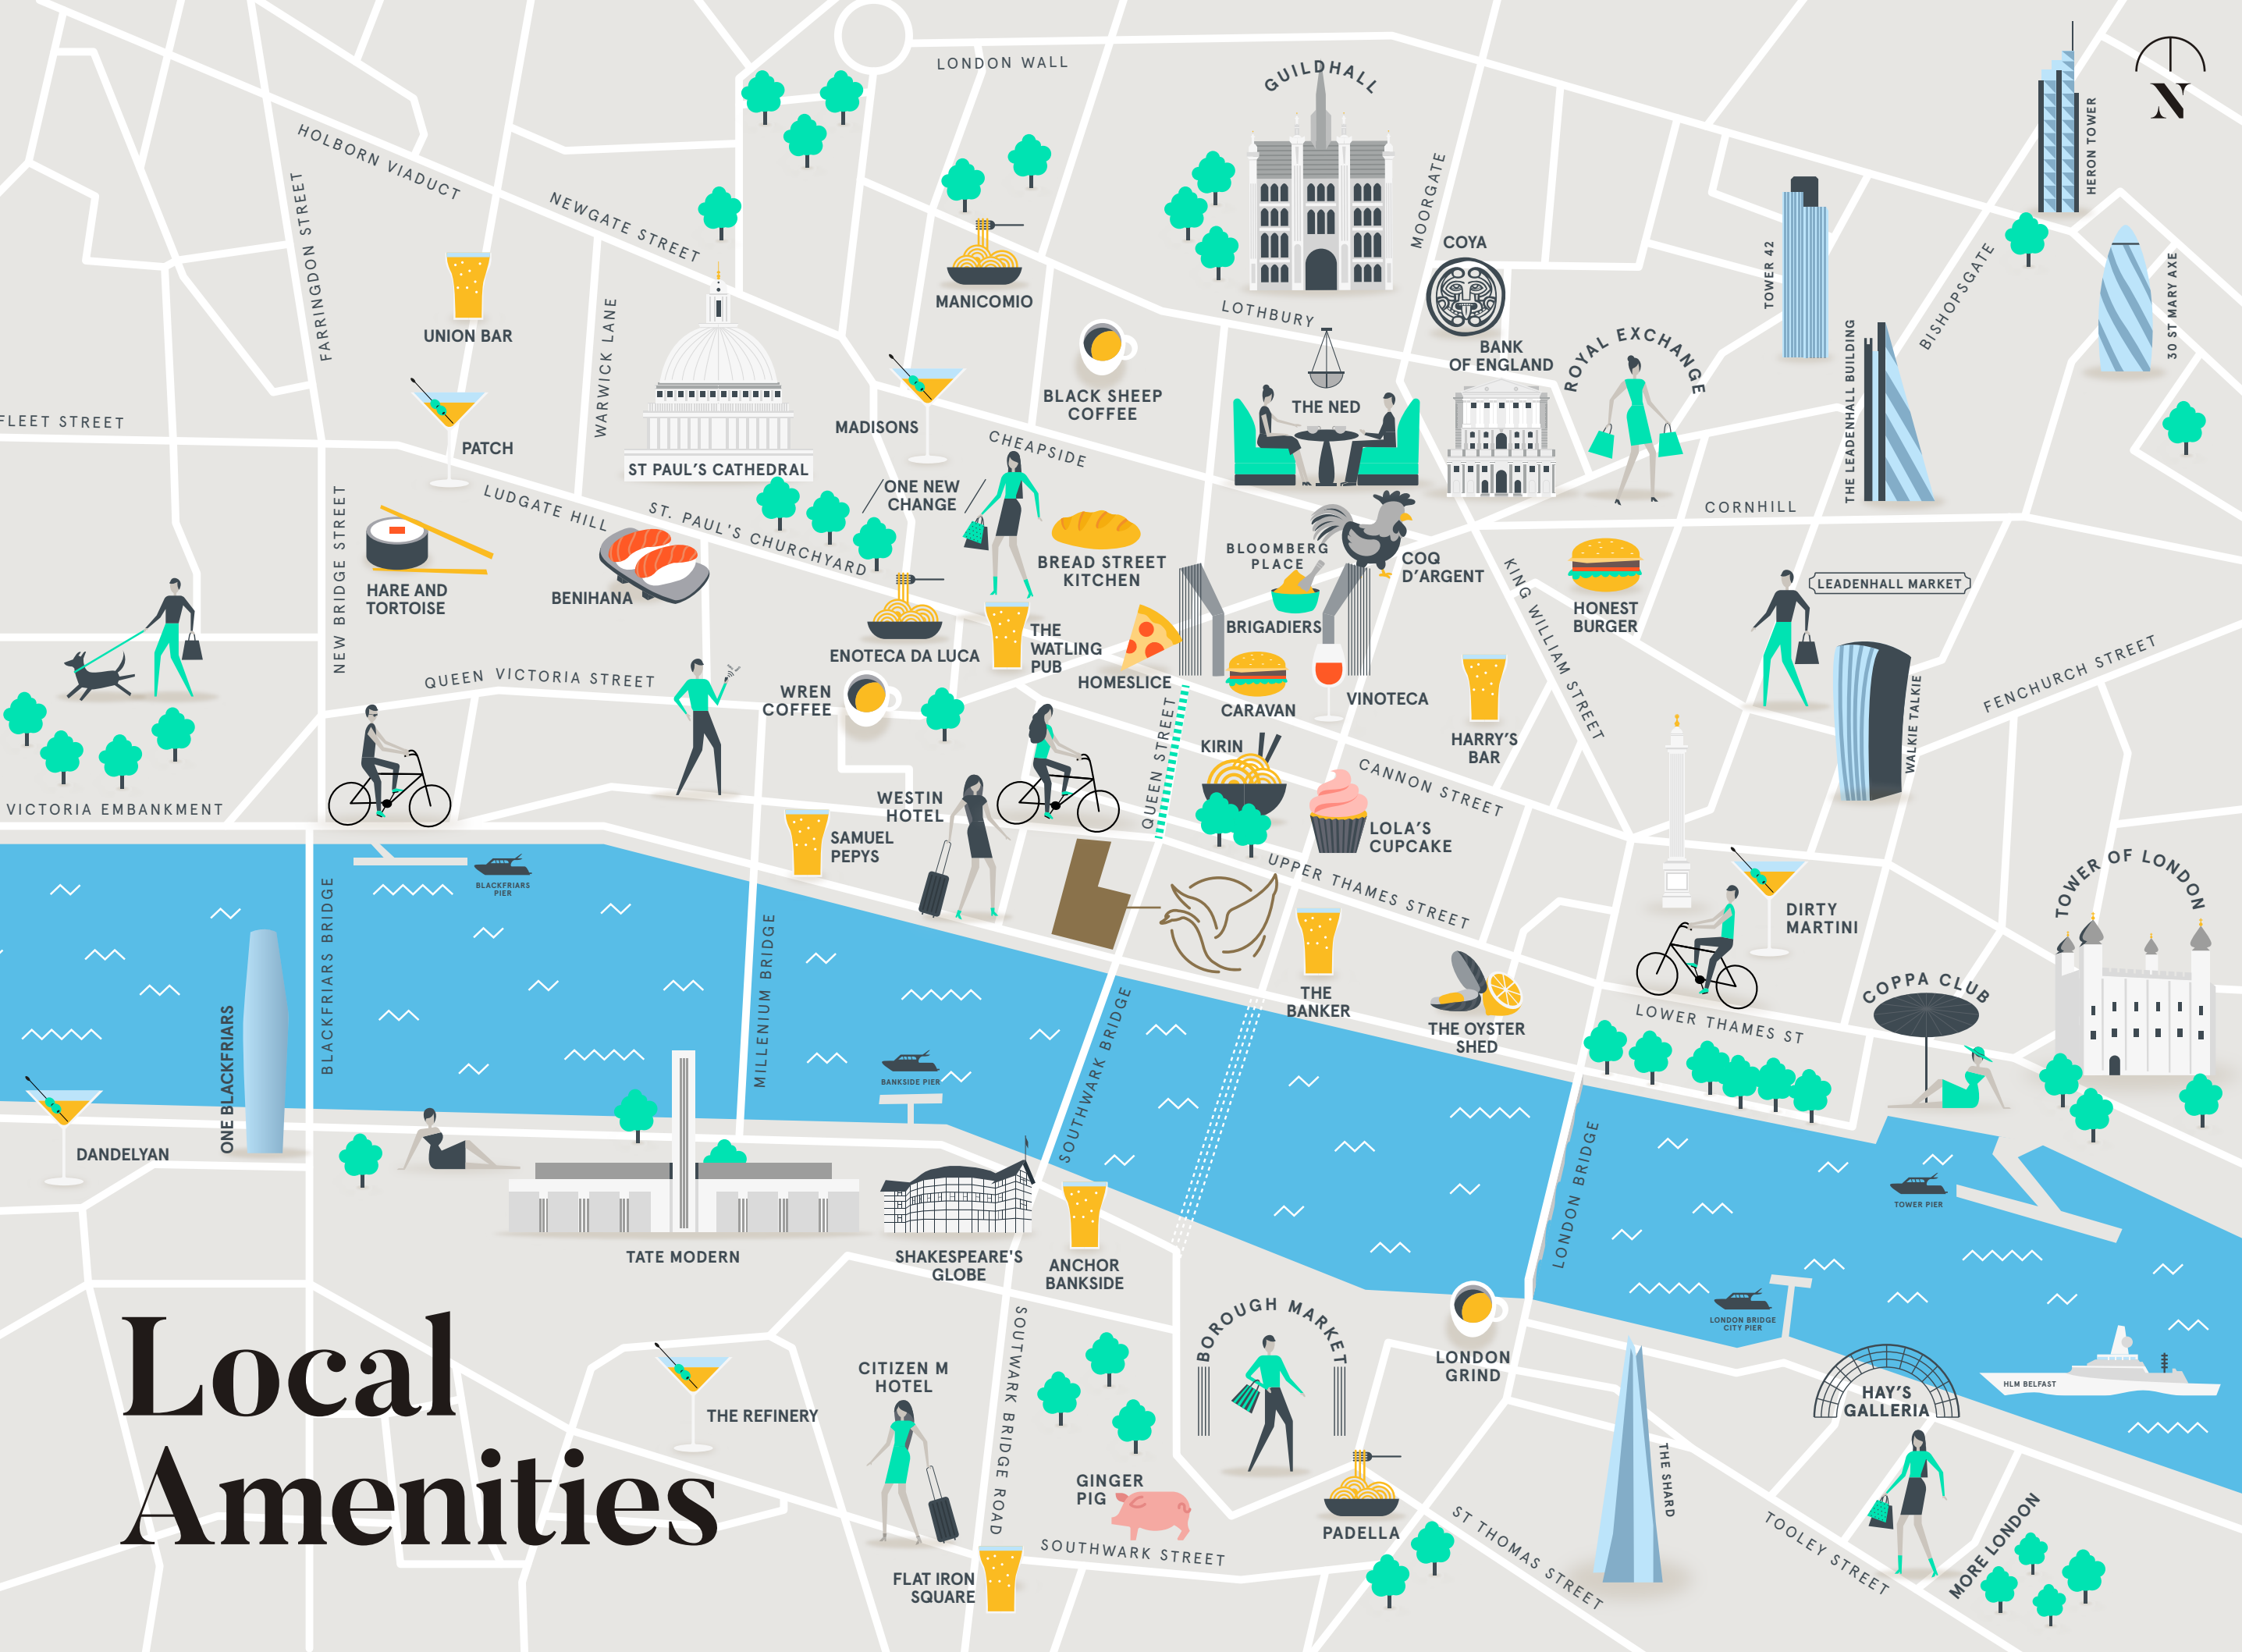 LONDON WALL
GUILDHALL
N
HERON TOWER
HOLBORN VIADUCT
FARRINGDON STREET
NEWGATE STREET
MOORGATE
COYA
TOWER 42
BISHOPSGATE
30 ST MARY AXE
UNION BAR
WARWICK LANE
MANICOMIO
LOTHBURY
BANK
OF ENGLAND
ROYAL EXCHANGE
THE LEADENHALL BUILDING
BLACK SHEEP
COFFEE
THE NED
FLEET STREET
PATCH
MADISONS
CHEAPSIDE
ST PAUL'S CATHEDRAL
ONE NEW
CHANGE
LUDGATE HILL
ST. PAUL'S CHURCHYARD
CORNHILL
NEW BRIDGE STREET
HARE AND
TORTOISE
BENIHANA
BREAD STREET
KITCHEN
BLOOMBERG
PLACE
COQ
D'ARGENT
KING WILLIAM STREET
HONEST
BURGER
LEADENHALL MARKET
BRIGADIERS
ENOTECA DA LUCA
THE
WATLING
PUB
HOMESLICE
QUEEN VICTORIA STREET
WREN
COFFEE
CARAVAN
VINOTECA
HARRY'S
BAR
WALKIE TALKIE
FENCHURCH STREET
QUEEN STREET
KIRIN
CANNON STREET
VICTORIA EMBANKMENT
WESTIN
HOTEL
SAMUEL
PEPYS
LOLA'S
CUPCAKE
UPPER THAMES STREET
BLACKFRIARS
PIER
BLACKFRIARS BRIDGE
MILLENIUM BRIDGE
DIRTY
MARTINI
TOWER OF LONDON
THE
BANKER
THE OYSTER
SHED
COPPA CLUB
LOWER THAMES ST
ONE BLACKFRIARS
BANKSIDE PIER
SOUTHWARK BRIDGE
LONDON BRIDGE
DANDELYAN
TOWER PIER
TATE MODERN
SHAKESPEARE'S
GLOBE
ANCHOR
BANKSIDE
LONDON BRIDGE
CITY PIER
Local
Amenities
BOROUGH MARKET
LONDON
GRIND
CITIZEN M
HOTEL
SOUTWARK BRIDGE ROAD
HAY'S
GALLERIA
HLM BELFAST
THE REFINERY
THE SHARD
GINGER
PIG
PADELLA
SOUTHWARK STREET
ST THOMAS STREET
TOOLEY STREET
MORE LONDON
FLAT IRON
SQUARE